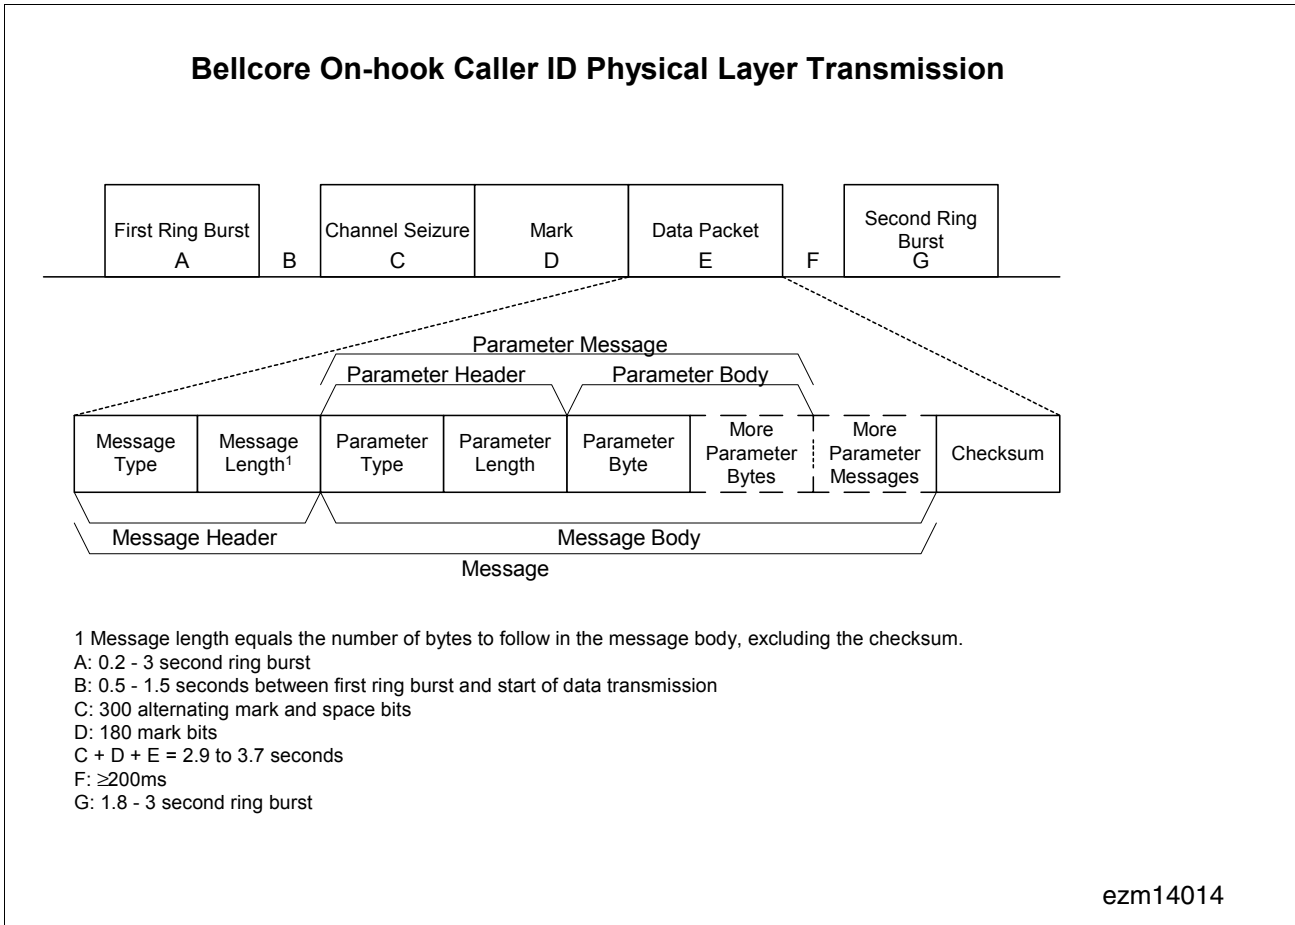 Bellcore On-hook Caller ID Physical Layer Transmission
First Ring Burst
A
B
Channel Seizure
C
Mark
D
Data Packet
E
F
Second Ring
Burst
G
Parameter Message
Parameter Header
Parameter Body
Message
Type
Message
Length1
Parameter
Type
Parameter
Length
Parameter
Byte
More
Parameter
Bytes
More
Parameter
Messages
Checksum
Message Header
Message Body
Message
1 Message length equals the number of bytes to follow in the message body, excluding the checksum.
A: 0.2 - 3 second ring burst
B: 0.5 - 1.5 seconds between first ring burst and start of data transmission
C: 300 alternating mark and space bits
D: 180 mark bits
C + D + E = 2.9 to 3.7 seconds
F: ≥200ms
G: 1.8 - 3 second ring burst
ezm14014